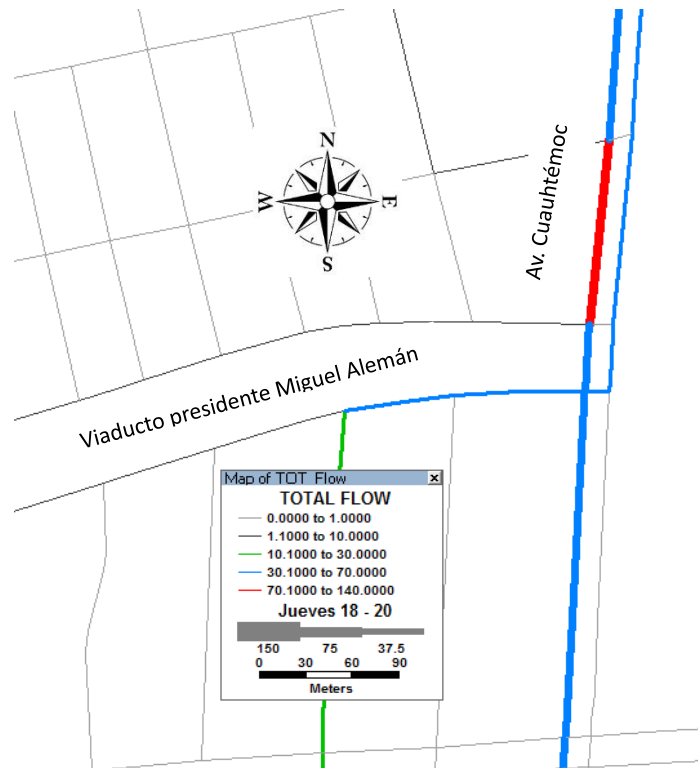 N
W
E
S
Av. Cuauhtémoc
Viaducto presidente Miguel Alemán
Map of TOT_Flow
TOTAL FLOW
0.0000 to 1.0000
1.1000 to 10.0000
10.1000 to 30.0000
30.1000 to 70.0000
70.1000 to 140.0000
Jueves 18 - 20
150 75 37.5
0 30 60 90
Meters